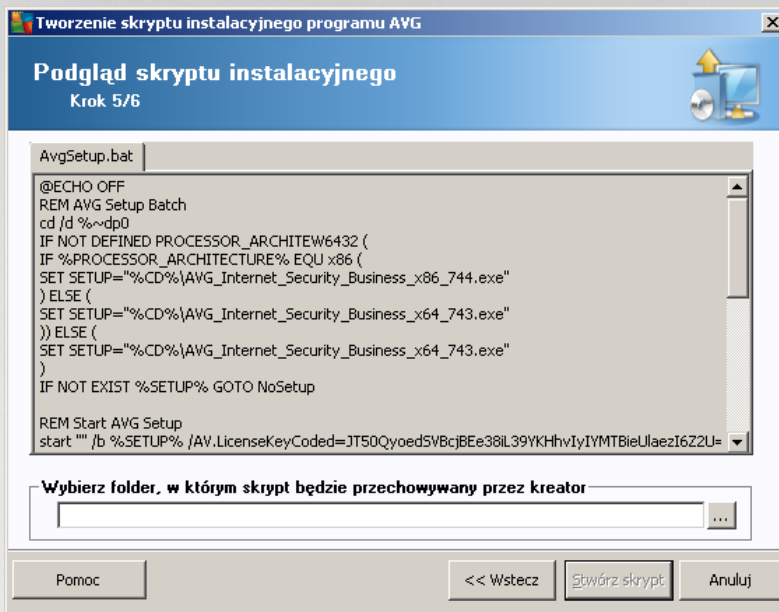 Tworzenie skryptu instalacyjnego programu AVG
Podgląd skryptu instalacyjnego
Krok 5/6
AvgSetup.bat
@ECHO OFF
REM AVG Setup Batch
cd /d %~dp0
IF NOT DEFINED PROCESSOR_ARCHITEW6432 (
IF %PROCESSOR_ARCHITECTURE% EQU x86 (
SET SETUP="%CD%\AVG_Internet_Security_Business_x86_744.exe"
) ELSE (
SET SETUP="%CD%\AVG_Internet_Security_Business_x64_743.exe"
)) ELSE (
SET SETUP="%CD%\AVG_Internet_Security_Business_x64_743.exe"
)
IF NOT EXIST %SETUP% GOTO NoSetup
REM Start AVG Setup
start "" /b %SETUP% /AV.LicenseKeyCoded=JT50QyoedSVBcjBEe38iL39YKHhvIyIYMTBieUlaezI6Z2U=
Wybierz folder, w którym skrypt będzie przechowywany przez kreator
...
Pomoc
<< Wstecz
Stwórz skrypt
Anuluj